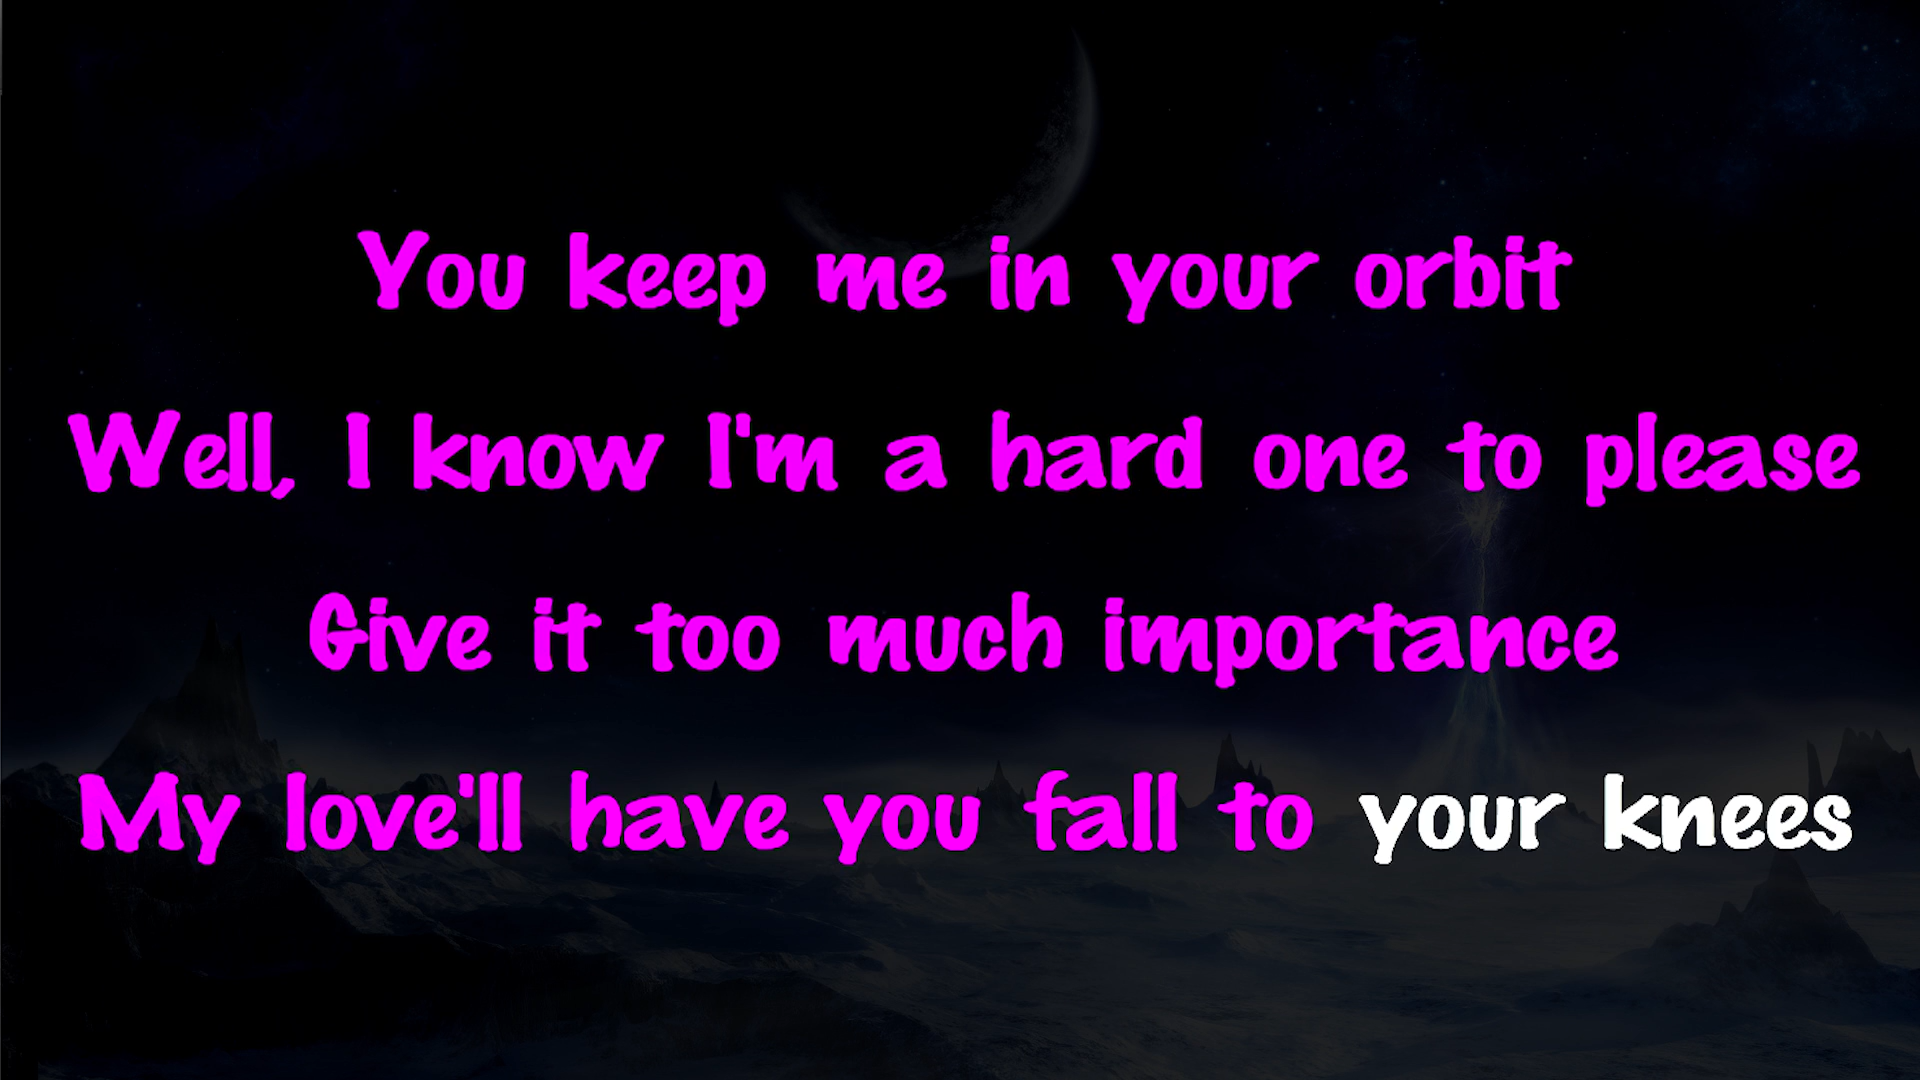 You keep me in your orbit
Well, I know I'm a hard one to please
Give it too much importance
My love'll have you fall to your knees